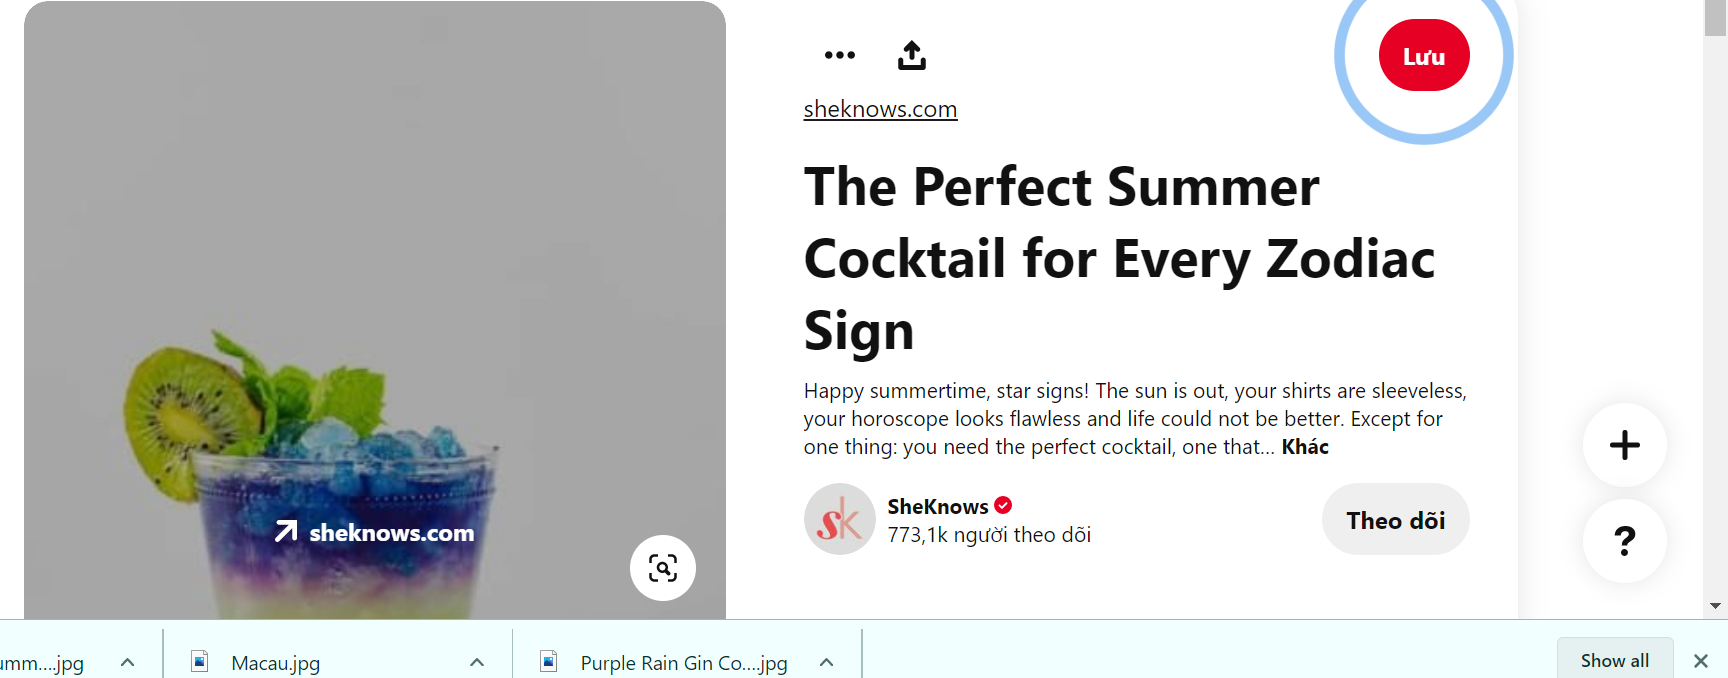 Lưu
sheknows.com
The Perfect Summer
Cocktail for Every Zodiac
Sign
Happy summertime, star signs! The sun is out, your shirts are sleeveless,
your horoscope looks flawless and life could not be better. Except for
one thing: you need the perfect cocktail, one that... Khác
sk
SheKnows
773,1k người theo dõi
Theo dõi
sheknows.com
?
umm....jpg
Macau.jpg
Purple Rain Gin Co....jpg
Show all